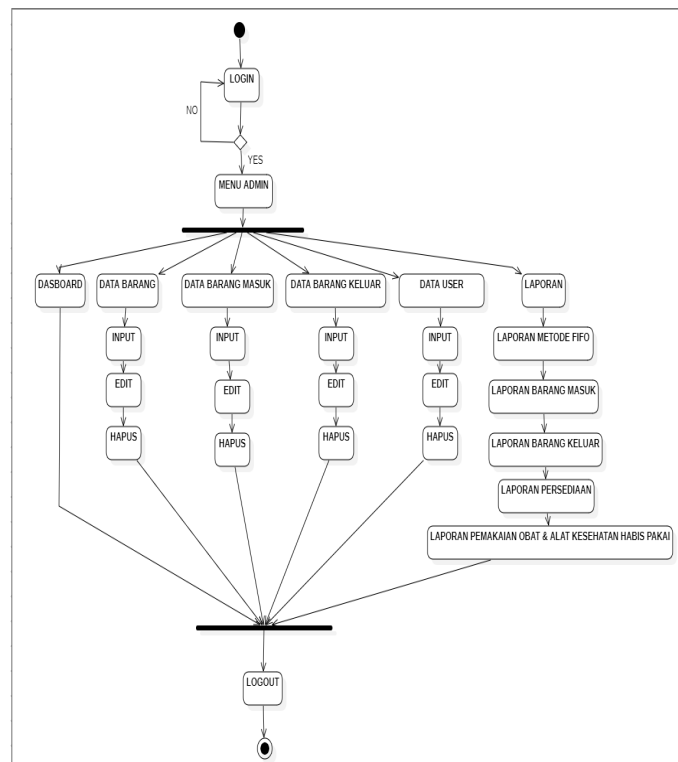 LOGIN
NO
YES
MENU ADMIN
DASBOARD
DATA BARANG
DATA BARANG MASUK
DATA BARANG KELUAR
DATA USER
LAPORAN
INPUT
INPUT
INPUT
INPUT
LAPORAN METODE FIFO
EDIT
EDIT
EDIT
EDIT
LAPORAN BARANG MASUK
HAPUS
HAPUS
HAPUS
HAPUS
LAPORAN BARANG KELUAR
LAPORAN PERSEDIAAN
LAPORAN PEMAKAIAN OBAT & ALAT KESEHATAN HABIS PAKAI
LOGOUT